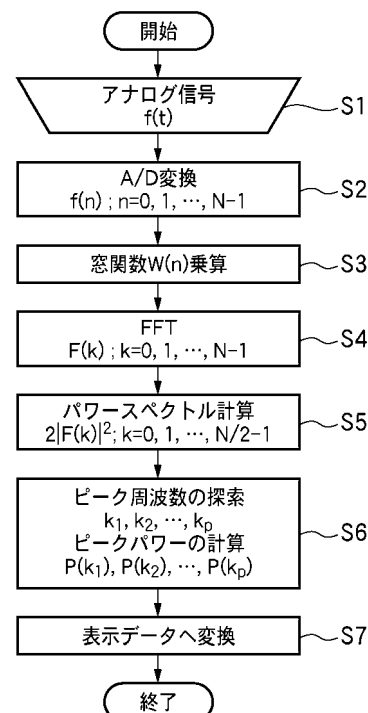 開始
アナログ信号
f(t)
S1
A/D変換
f(n) ; n=0, 1, …, N−1
S2
窓関数W(n)乗算
S3
FFT
F(k) ; k=0, 1, …, N−1
S4
パワースペクトル計算
2|F(k)|²; k=0, 1, …, N/2−1
S5
ピーク周波数の探索
k₁, k₂, …, kₚ
ピークパワーの計算
P(k₁), P(k₂), …, P(kₚ)
S6
表示データへ変換
S7
終了